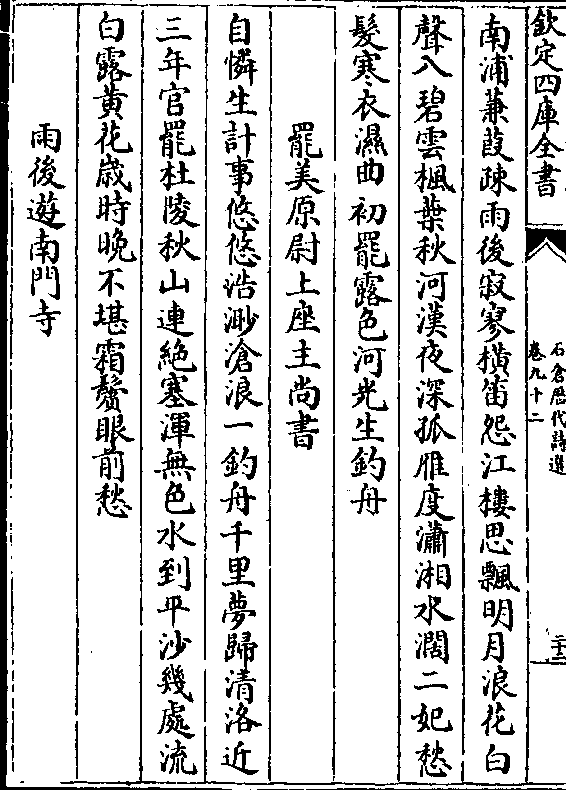 欽定四庫全書
石倉歴代詩選
卷九十二
二十二
南浦蒹葭疎雨後寂寥橫笛怨江樓思飄明月浪花白
聲入碧雲楓葉秋河漢夜深孤雁度瀟湘水濶二妃愁
髮寒衣濕曲初罷露色河光生釣舟
罷美原尉上座主尚書
自憐生計事悠悠浩渺滄浪一釣舟千里夢歸清洛近
三年官罷杜陵秋山連絶塞渾無色水到平沙幾處流
白露黄花歳時晚不堪霜鬢眼前愁
雨後遊南門寺